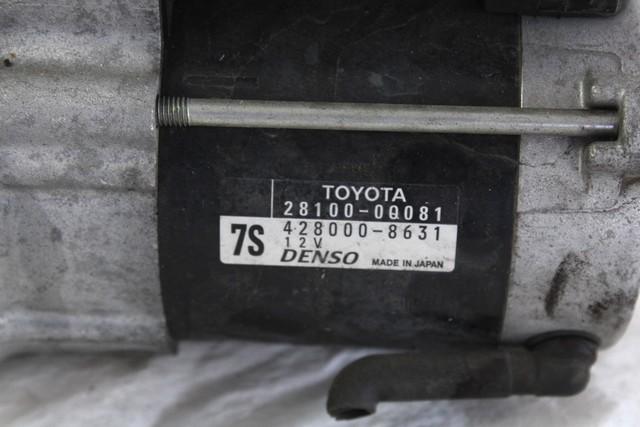 TOYOTA
28100-0Q081
7S 428000-8631
12V
DENSO MADE IN JAPAN